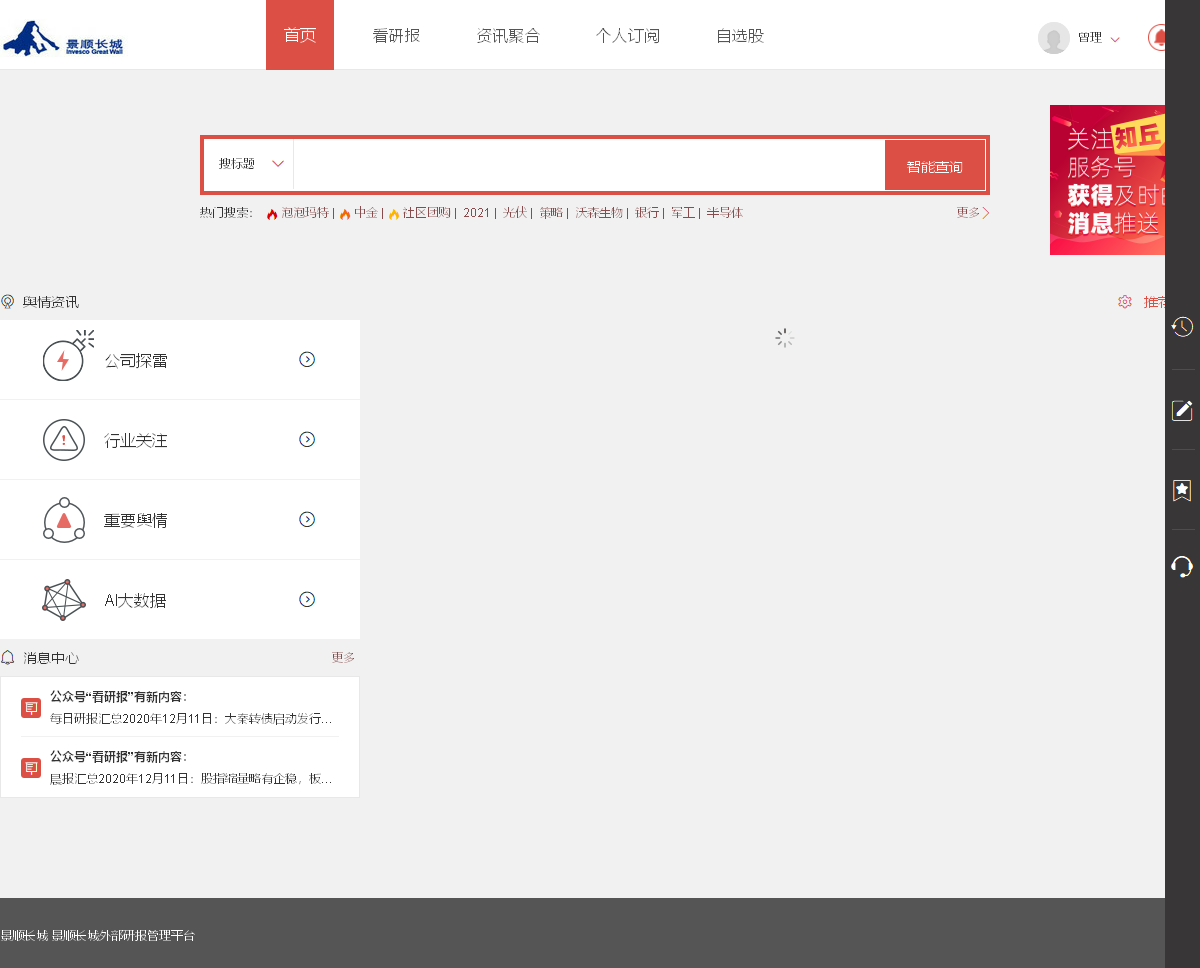 景顺长城
Invesco Great Wall
首页
看研报
资讯聚合
个人订阅
自选股
管理
搜标题
智能查询
热门搜索： 泡泡玛特 | 中金 | 社区团购 | 2021 | 光伏 | 策略 | 沃森生物 | 银行 | 军工 | 半导体
更多
关注知丘
服务号
获得及时
消息推送
舆情资讯
推荐
公司探雷
行业关注
重要舆情
AI大数据
消息中心
更多
公众号“看研报”有新内容：
每日研报汇总2020年12月11日：大秦转债启动发行...
公众号“看研报”有新内容：
晨报汇总2020年12月11日：股指缩量略有企稳，板...
景顺长城 景顺长城外部研报管理平台